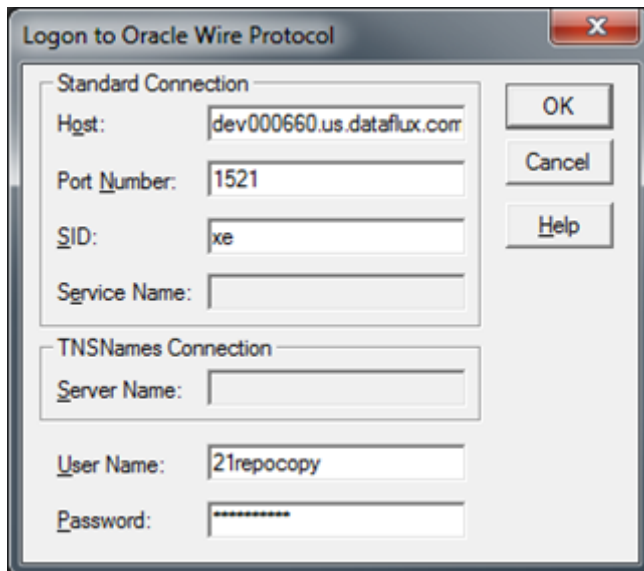 Logon to Oracle Wire Protocol
Standard Connection
Host: dev000660.us.dataflux.com
Port Number: 1521
SID: xe
Service Name:
TNSNames Connection
Server Name:
User Name: 21repocopy
Password: **********
OK
Cancel
Help